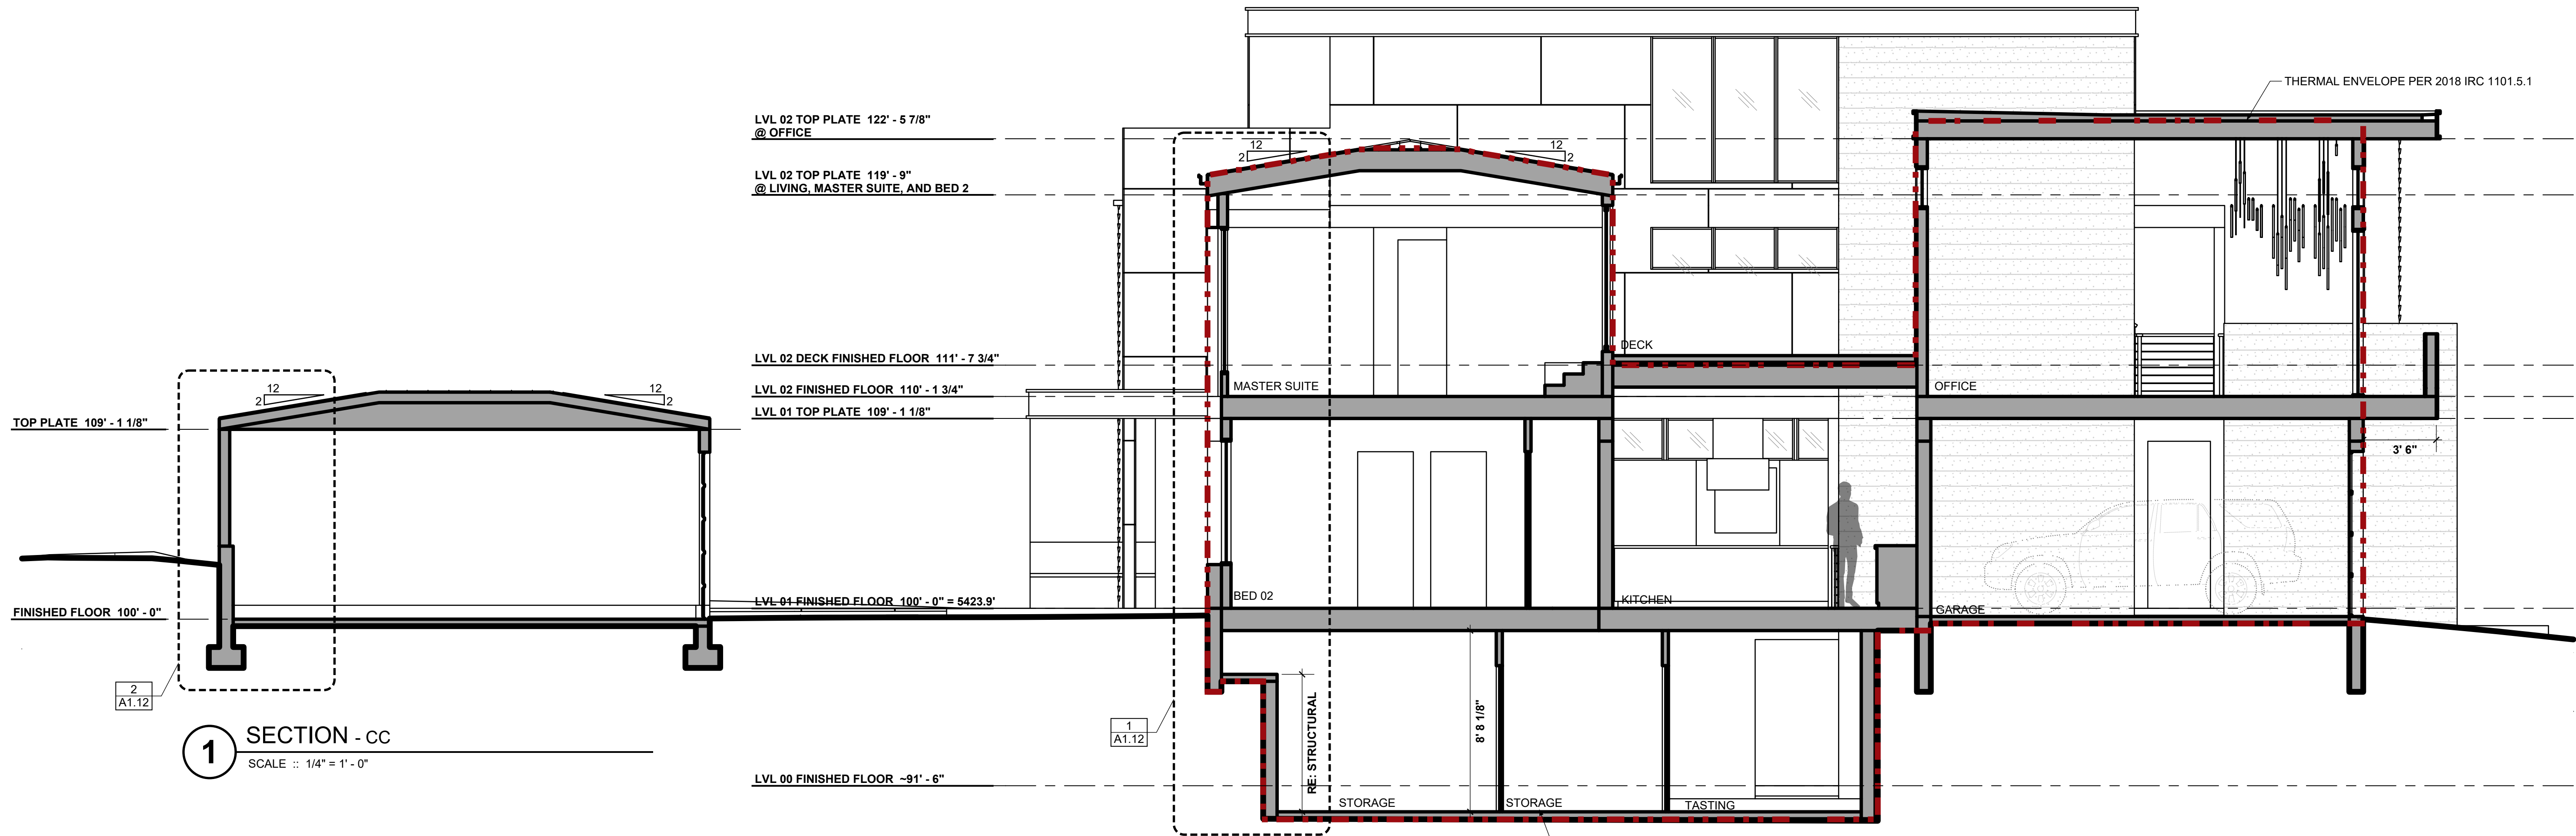 THERMAL ENVELOPE PER 2018 IRC 1101.5.1
LVL 02 TOP PLATE 122' - 5 7/8"
@ OFFICE
12
2
12
2
LVL 02 TOP PLATE 119' - 9"
@ LIVING, MASTER SUITE, AND BED 2
DECK
LVL 02 DECK FINISHED FLOOR 111' - 7 3/4"
MASTER SUITE
OFFICE
LVL 02 FINISHED FLOOR 110' - 1 3/4"
12
2
12
2
LVL 01 TOP PLATE 109' - 1 1/8"
TOP PLATE 109' - 1 1/8"
3' 6"
BED 02
KITCHEN
GARAGE
LVL 01 FINISHED FLOOR 100' - 0" = 5423.9'
FINISHED FLOOR 100' - 0"
2
A1.12
1
A1.12
RE: STRUCTURAL
8' 8 1/8"
1
SECTION - CC
SCALE :: 1/4" = 1' - 0"
LVL 00 FINISHED FLOOR ~91' - 6"
STORAGE
STORAGE
TASTING